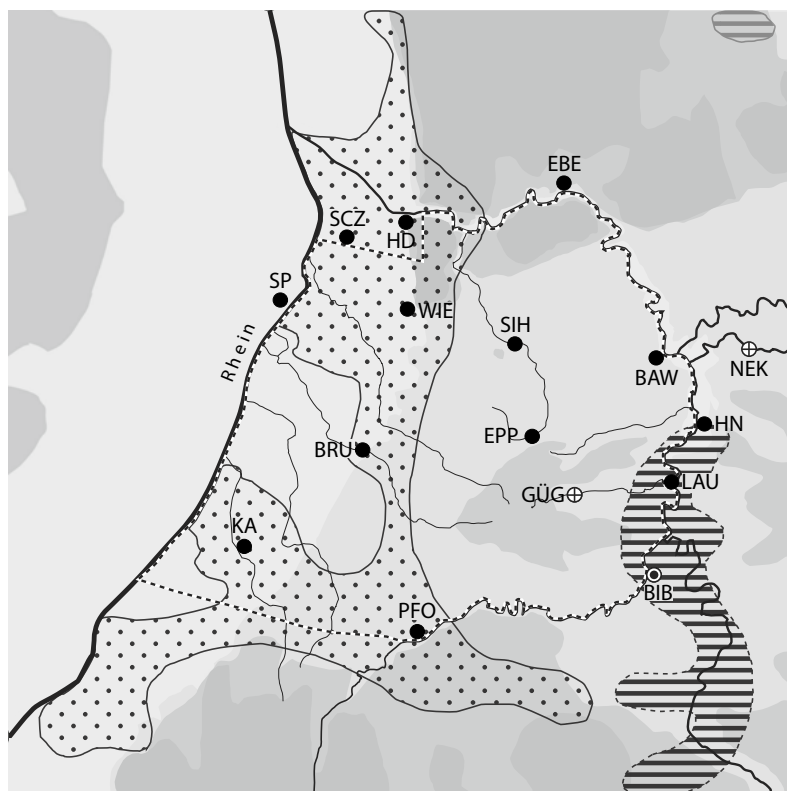 EBE
SCZ
HD
SP
WIE
SIH
Rhein
BAW
NEK
HN
EPP
BRU
LAU
GÜG
KA
BIB
PFO